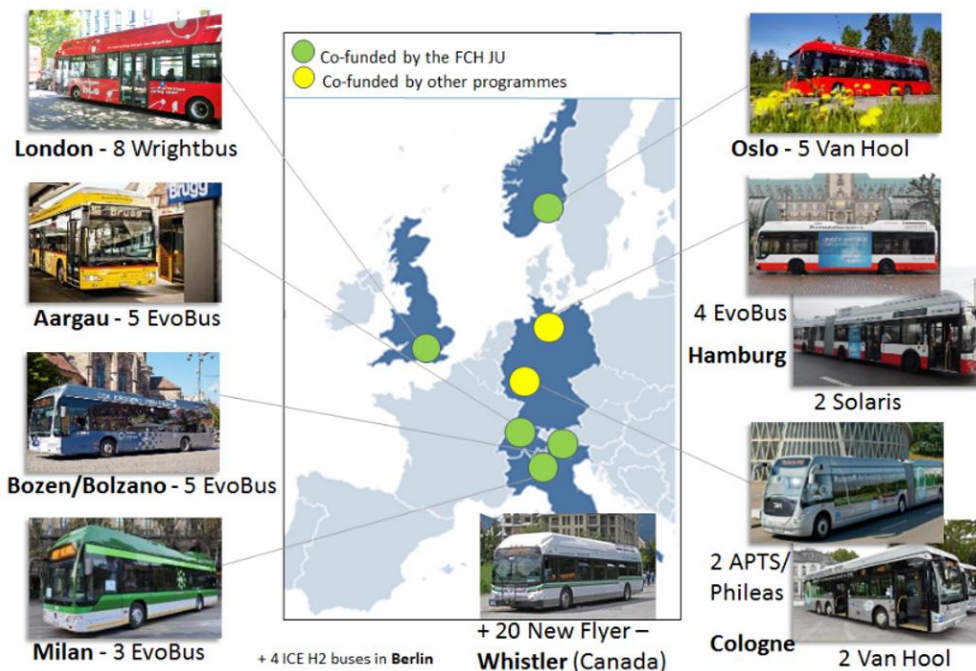 Co-funded by the FCH JU
Co-funded by other programmes
London - 8 Wrightbus
Oslo - 5 Van Hool
Brugg
Aargau - 5 EvoBus
4 EvoBus
Hamburg
2 Solaris
Bozen/Bolzano - 5 EvoBus
2 APTS/
Phileas
Cologne
2 Van Hool
Milan - 3 EvoBus
+ 4 ICE H2 buses in Berlin
+ 20 New Flyer –
Whistler (Canada)